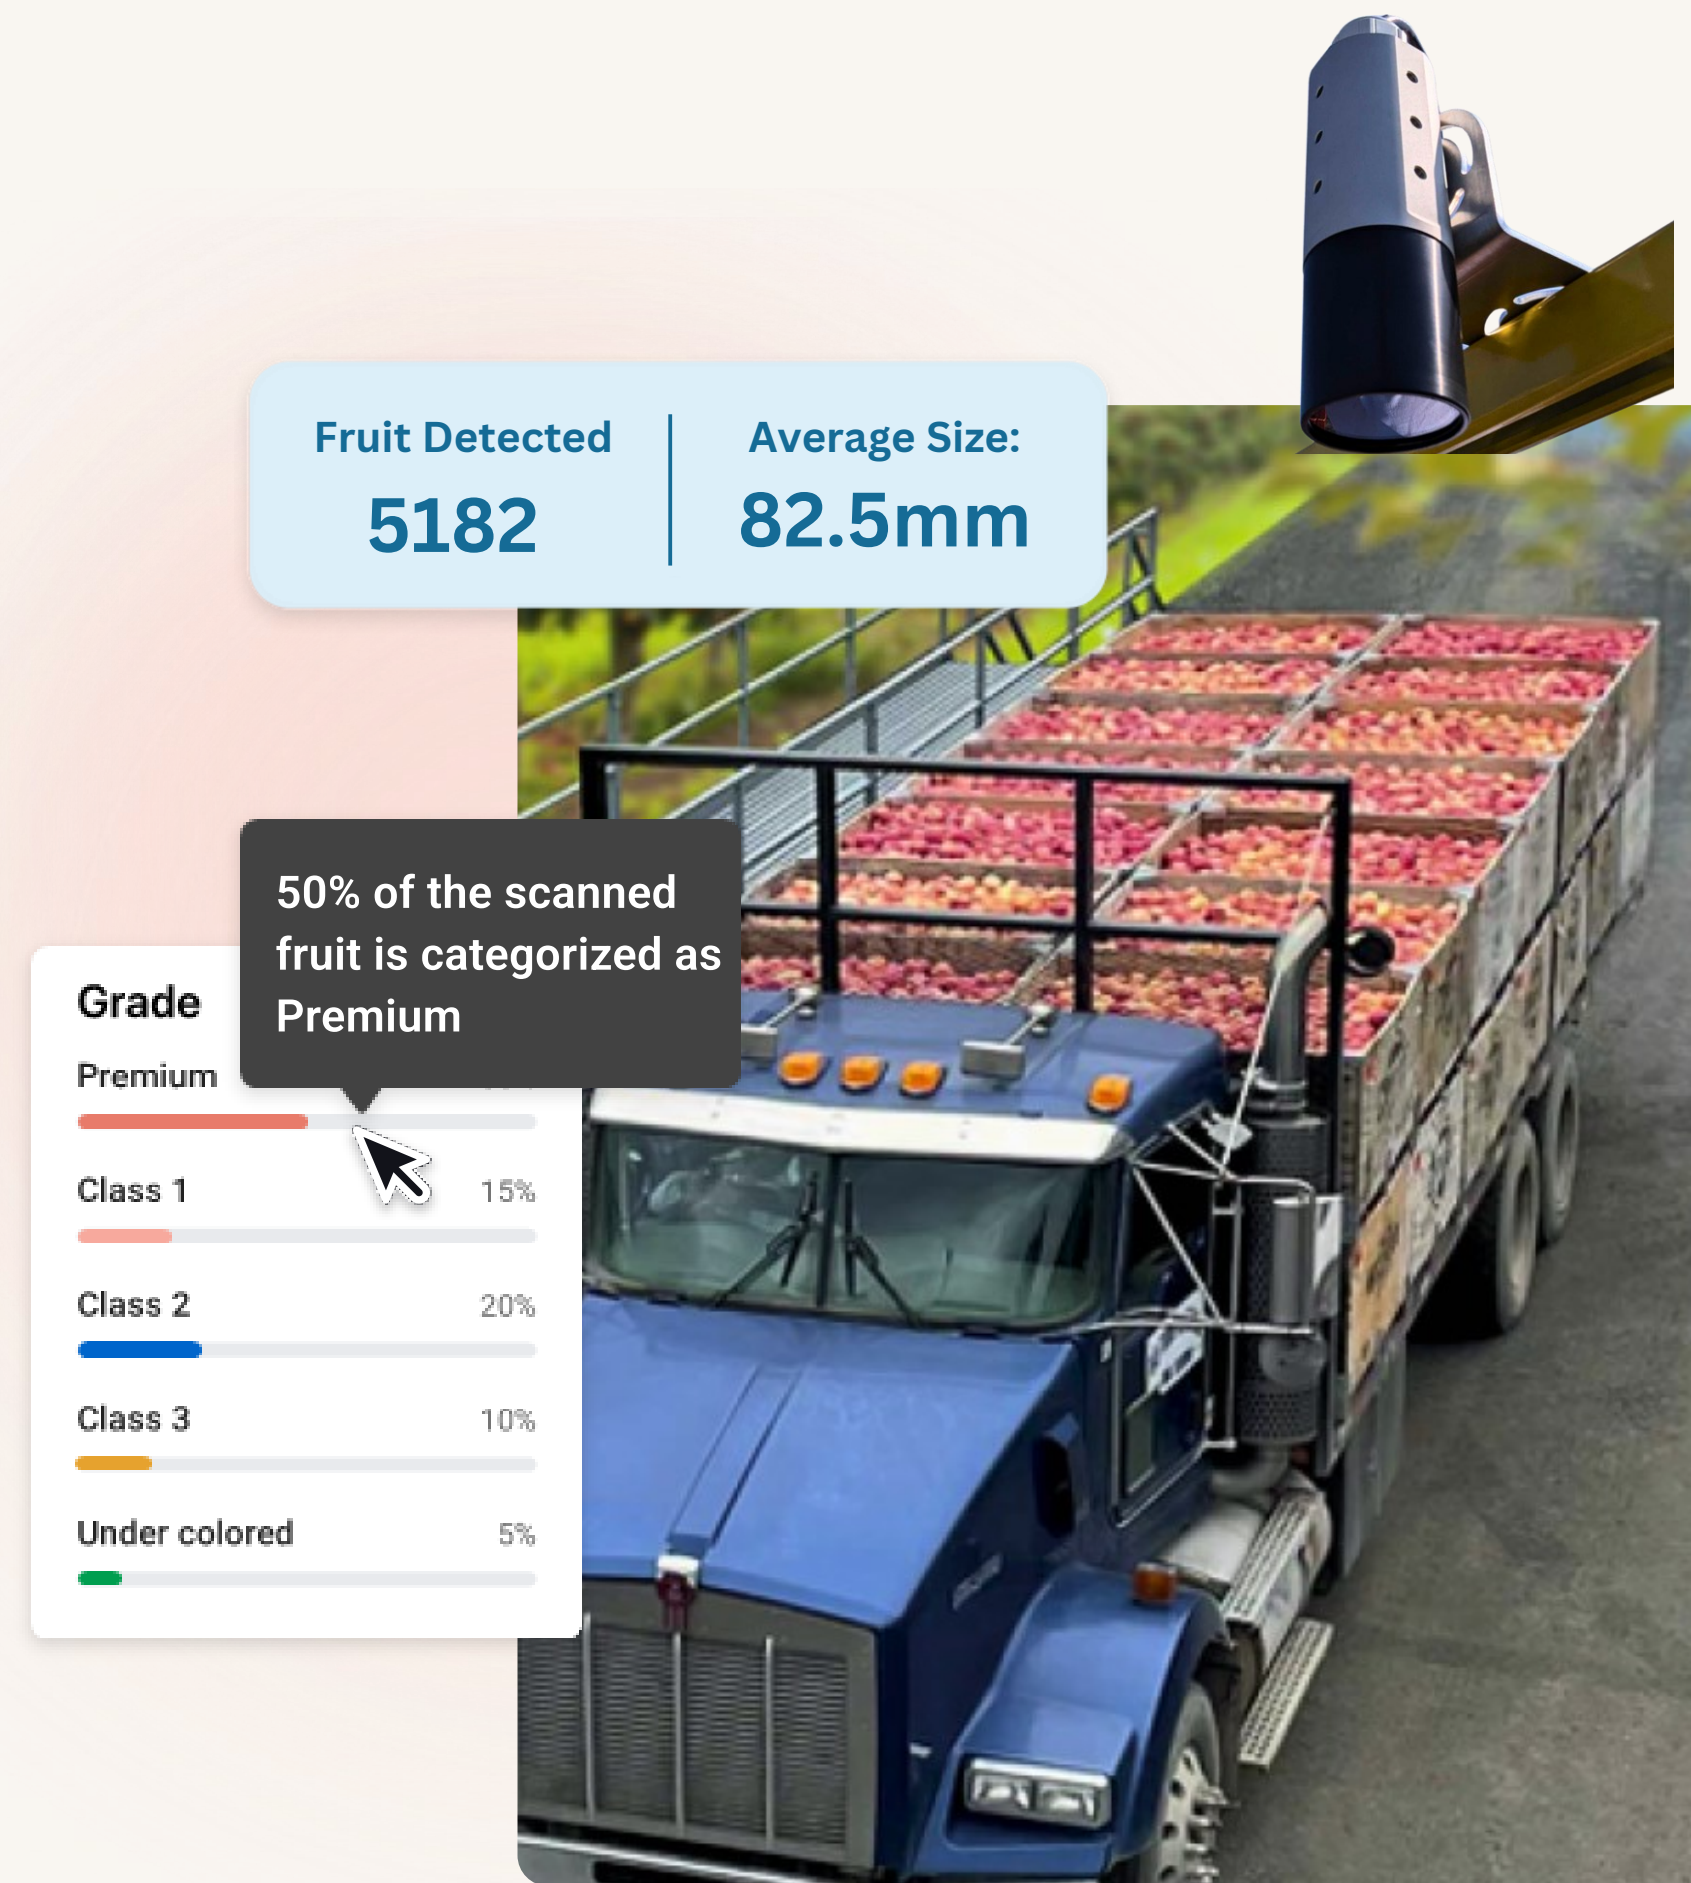 Fruit Detected
5182
Average Size:
82.5mm
50% of the scanned
fruit is categorized as
Premium
Grade
Premium
Class 1
15%
Class 2
20%
Class 3
10%
Under colored
5%